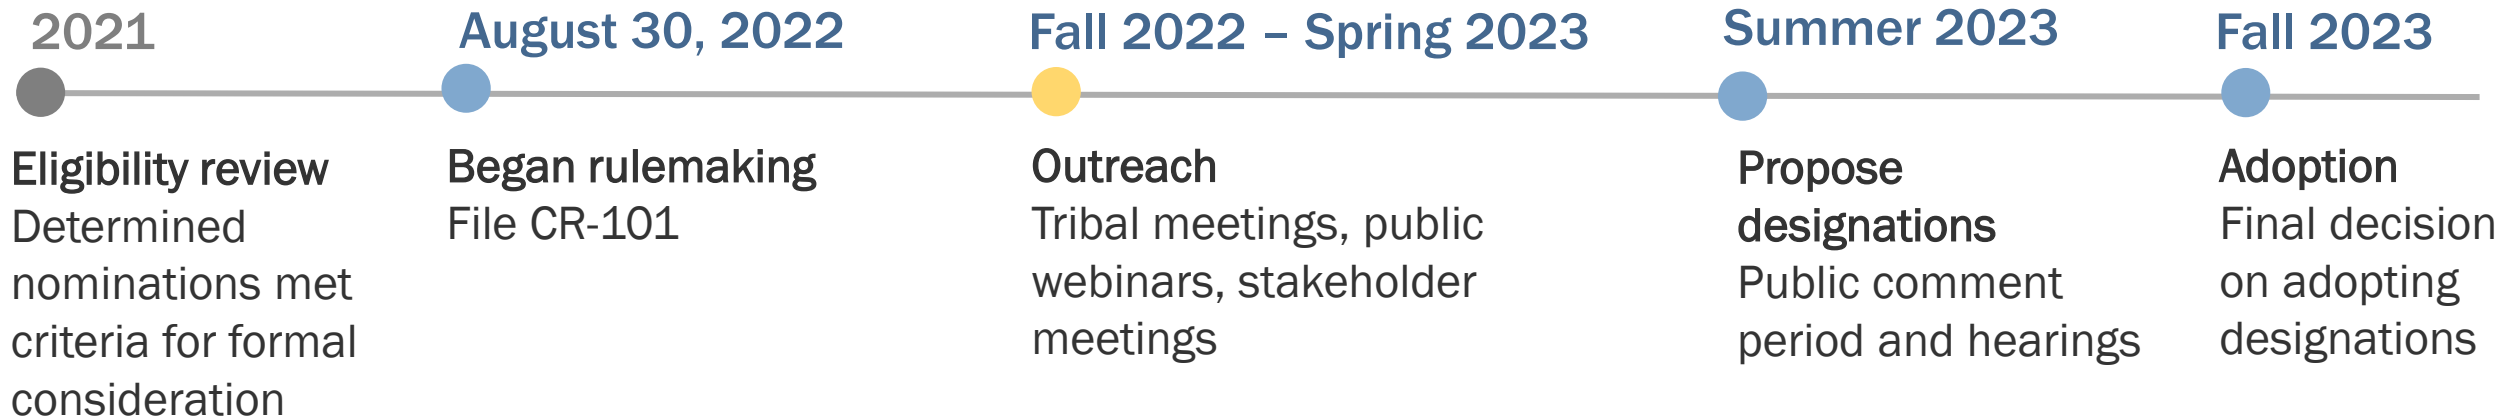 2021
Eligibility review
Determined
nominations met
criteria for formal
consideration
August 30, 2022
Began rulemaking
File CR-101
Fall 2022 – Spring 2023
Outreach
Tribal meetings, public
webinars, stakeholder
meetings
Summer 2023
Propose
designations
Public comment
period and hearings
Fall 2023
Adoption
Final decision
on adopting
designations